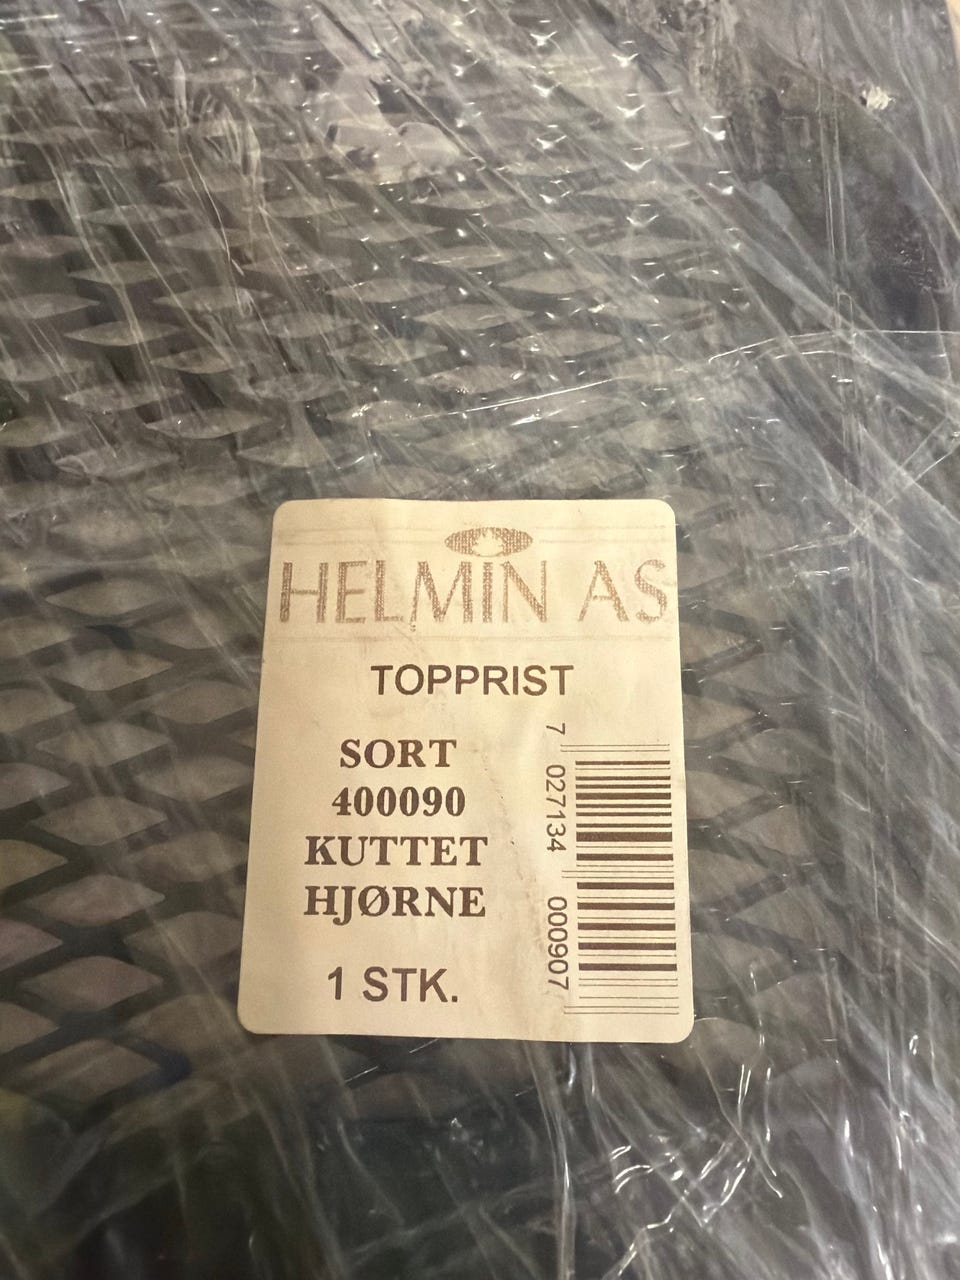 HELMIN AS
TOPPRIST
SORT
400090
KUTTET
HJØRNE
1 STK.
7 027134 000907